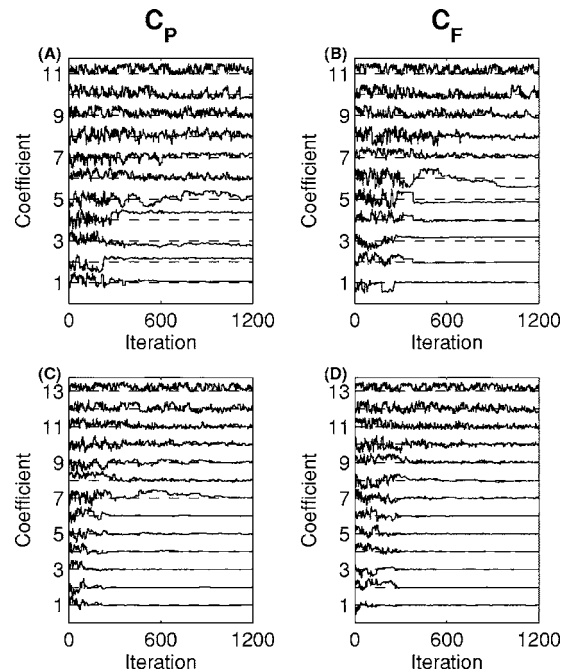 C_P
C_F
(A)
(B)
11
9
7
5
3
1
Coefficient
0
600
1200
Iteration
11
9
7
5
3
1
Coefficient
0
600
1200
Iteration
(C)
(D)
13
11
9
7
5
3
1
Coefficient
0
600
1200
Iteration
13
11
9
7
5
3
1
Coefficient
0
600
1200
Iteration